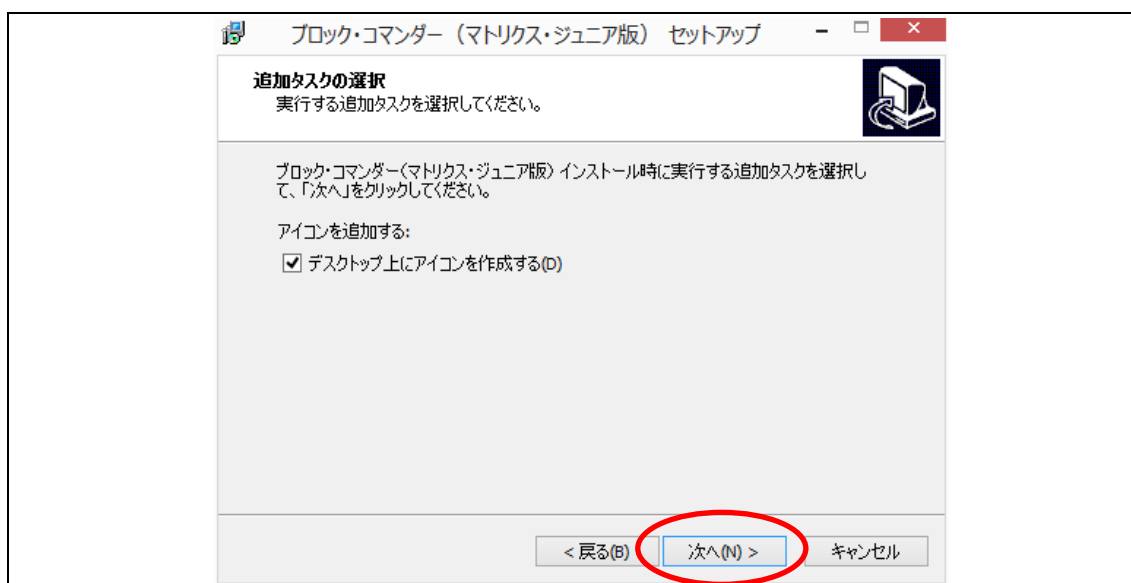 ブロック・コマンダー（マトリクス・ジュニア版） セットアップ
追加タスクの選択
実行する追加タスクを選択してください。
ブロック・コマンダー(マトリクス・ジュニア版) インストール時に実行する追加タスクを選択し
て、「次へ」をクリックしてください。
アイコンを追加する:
デスクトップ上にアイコンを作成する(D)
< 戻る(B) 次へ(N) > キャンセル